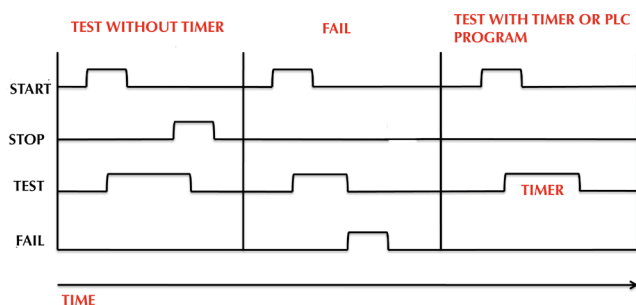 TEST WITHOUT TIMER
FAIL
TEST WITH TIMER OR PLC
PROGRAM
START
STOP
TEST
TIMER
FAIL
TIME